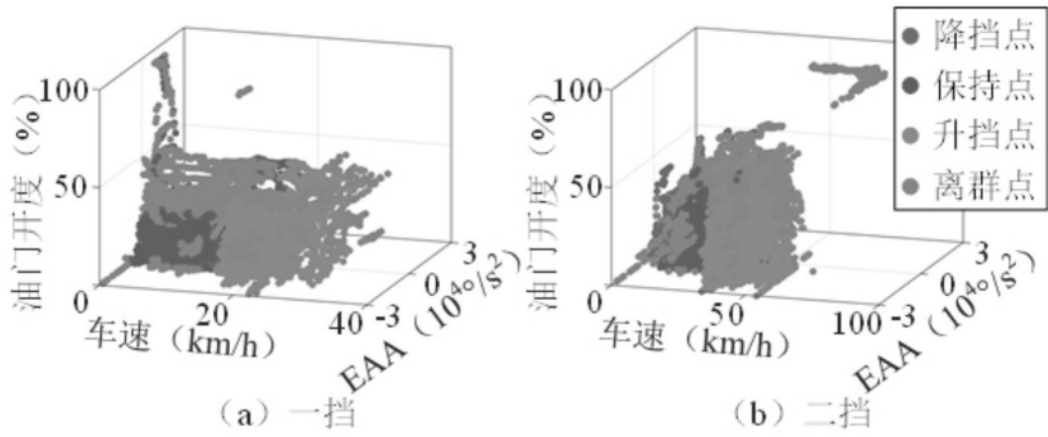 降挡点
保持点
升挡点
离群点
100
50
0
油门开度（%）
20
40
车速（km/h）
-3
0
3
EAA（10⁴°/s²）
（a）一挡
100
50
0
油门开度（%）
50
100
车速（km/h）
-3
0
3
EAA（10⁴°/s²）
（b）二挡